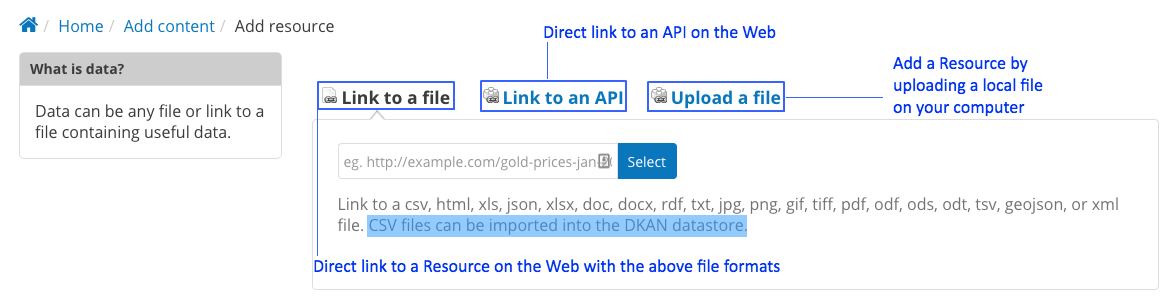 Home / Add content / Add resource
What is data?
Data can be any file or link to a
file containing useful data.
Direct link to an API on the Web
Add a Resource by
uploading a local file
on your computer
Link to a file
Link to an API
Upload a file
eg. http://example.com/gold-prices-jan-
Select
Link to a csv, html, xls, json, xlsx, doc, docx, rdf, txt, jpg, png, gif, tiff, pdf, odf, ods, odt, tsv, geojson, or xml
file. CSV files can be imported into the DKAN datastore.
Direct link to a Resource on the Web with the above file formats